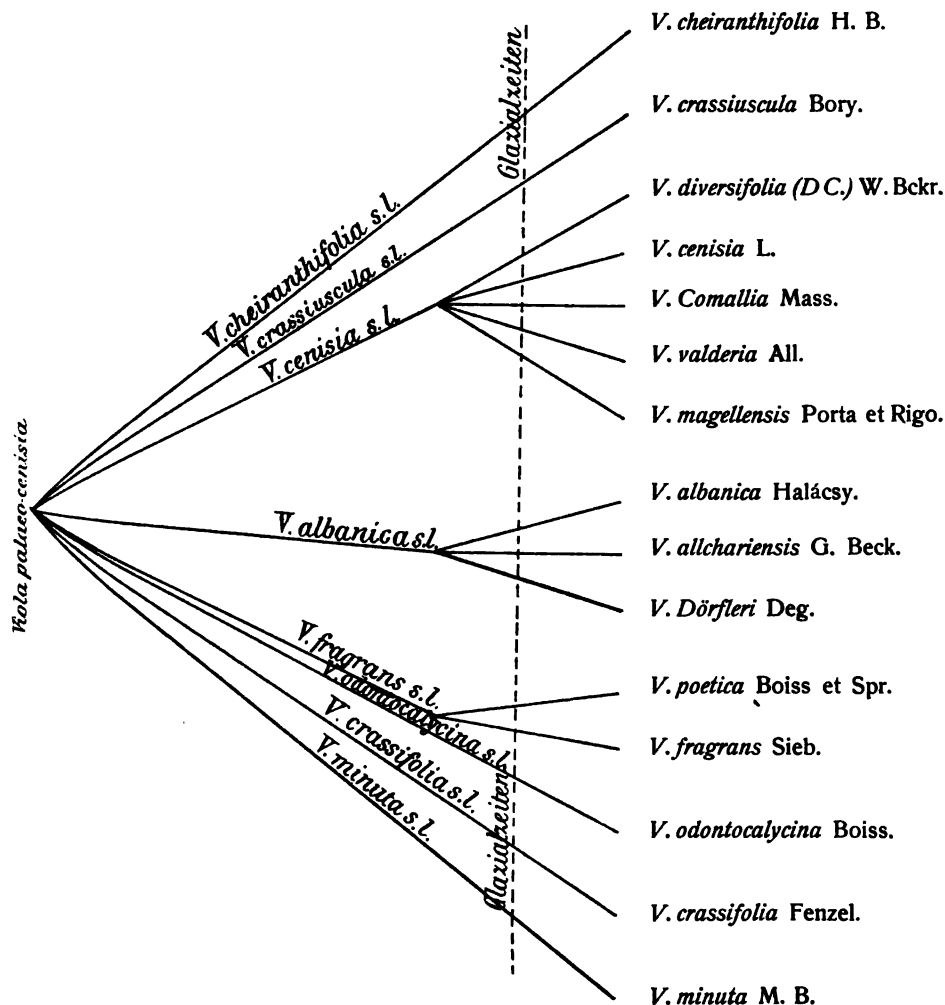 V. cheiranthifolia H. B.
Glazialzeiten
V. crassiuscula Bory.
V. diversifolia (D C.) W. Bckr.
V. cheiranthifolia s. l.
V. crassiuscula s. l.
V. cenisia s. l.
V. cenisia L.
V. Comallia Mass.
V. valderia All.
V. magellensis Porta et Rigo.
Viola palaeo-cenisia
V. albanica s. l.
V. albanica Halácsy.
V. allchariensis G. Beck.
V. Dörfleri Deg.
V. fragrans s. l.
V. odontocalycina s. l.
V. crassifolia s. l.
V. minuta s. l.
V. poetica Boiss et Spr.
V. fragrans Sieb.
Glazialzeiten
V. odontocalycina Boiss.
V. crassifolia Fenzel.
V. minuta M. B.